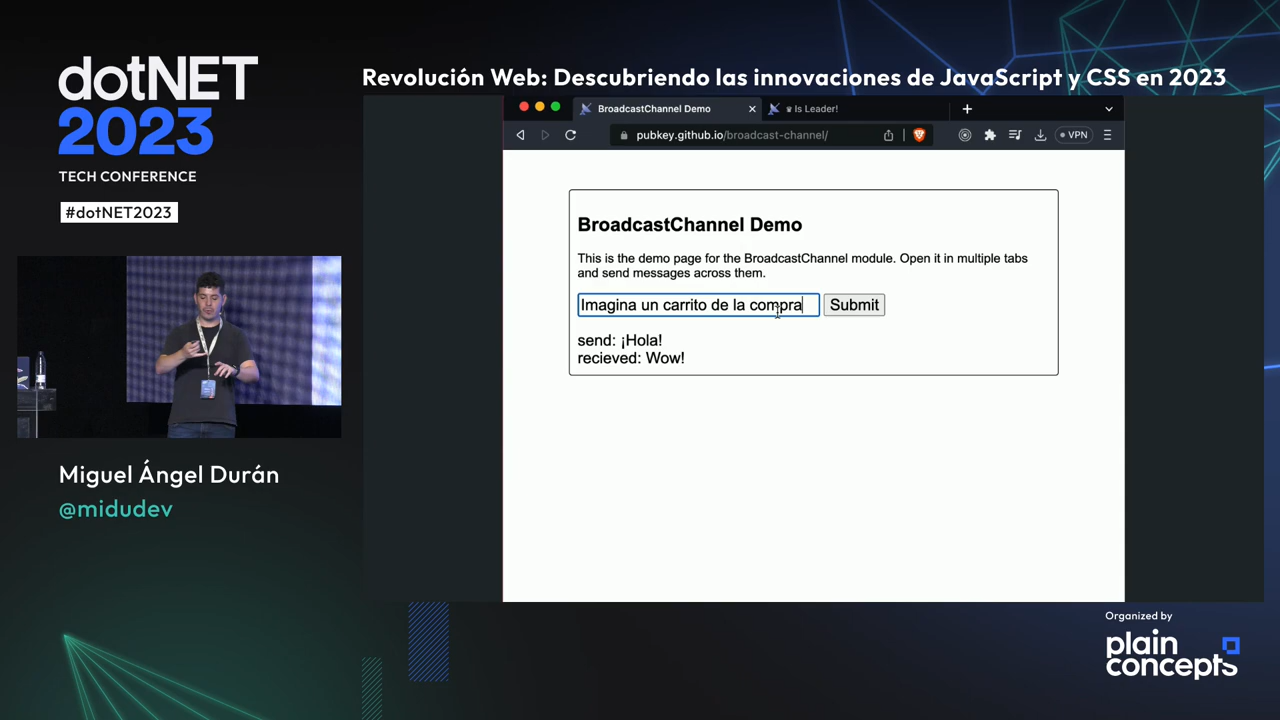 dotNET
2023
TECH CONFERENCE
#dotNET2023
Miguel Ángel Durán
@midudev
Revolución Web: Descubriendo las innovaciones de JavaScript y CSS en 2023
BroadcastChannel Demo
♛ Is Leader!
pubkey.github.io/broadcast-channel/
VPN
BroadcastChannel Demo
This is the demo page for the BroadcastChannel module. Open it in multiple tabs
and send messages across them.
Imagina un carrito de la compra
Submit
send: ¡Hola!
recieved: Wow!
Organized by
plain
concepts